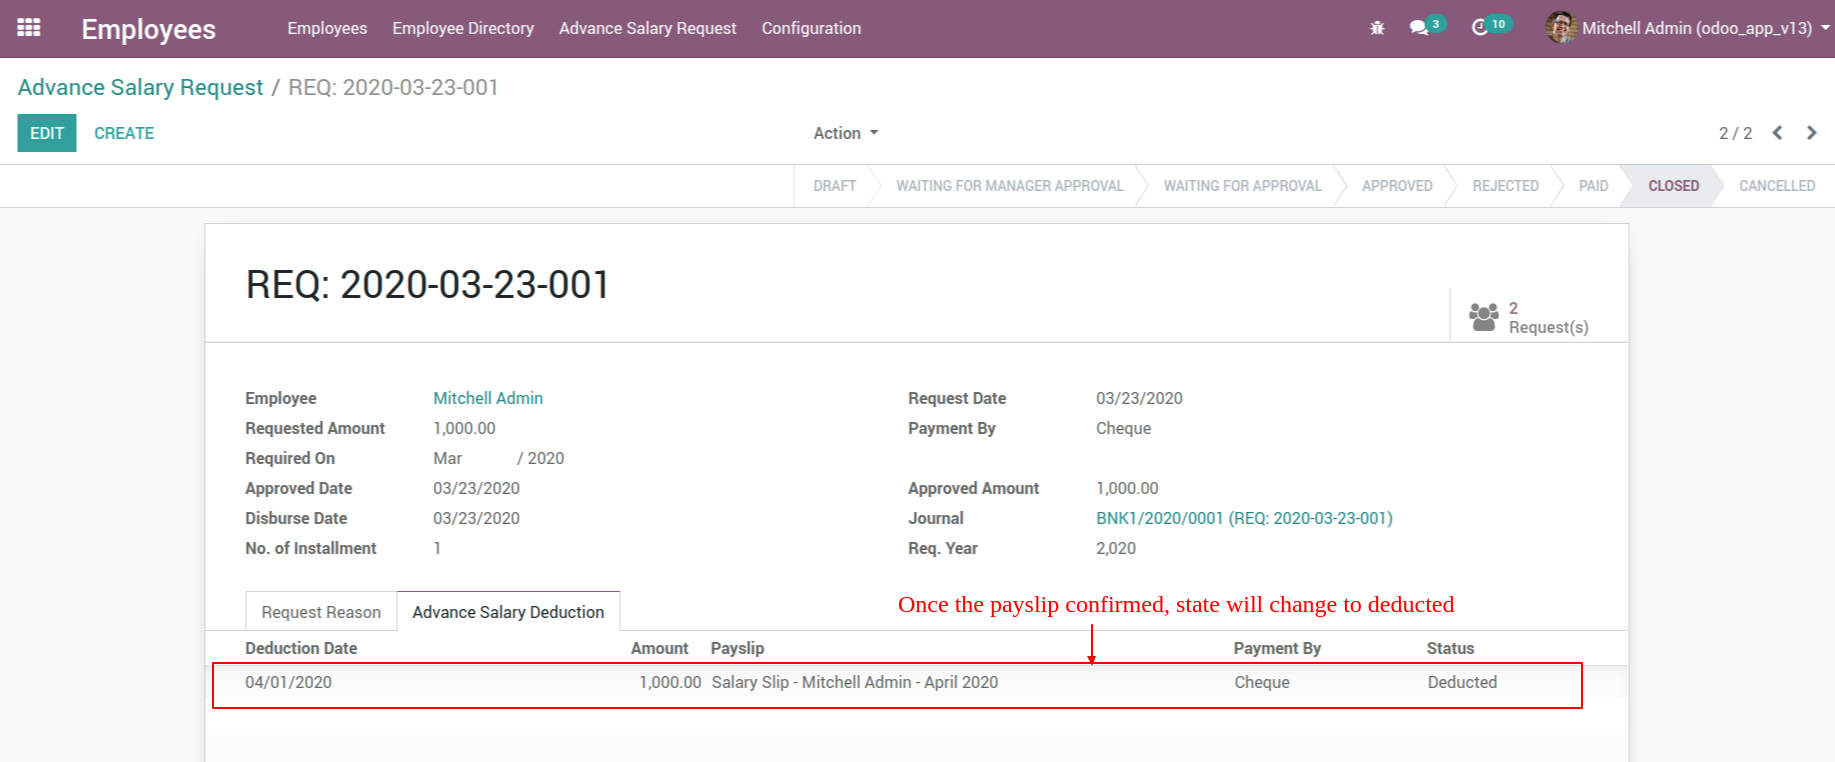 Employees Employees Employee Directory Advance Salary Request Configuration 3 10 Mitchell Admin (odoo_app_v13)
Advance Salary Request / REQ: 2020-03-23-001
EDIT CREATE Action 2 / 2
DRAFT WAITING FOR MANAGER APPROVAL WAITING FOR APPROVAL APPROVED REJECTED PAID CLOSED CANCELLED
REQ: 2020-03-23-001
2
Request(s)
Employee Mitchell Admin Request Date 03/23/2020
Requested Amount 1,000.00 Payment By Cheque
Required On Mar / 2020
Approved Date 03/23/2020 Approved Amount 1,000.00
Disburse Date 03/23/2020 Journal BNK1/2020/0001 (REQ: 2020-03-23-001)
No. of Installment 1 Req. Year 2,020
Once the payslip confirmed, state will change to deducted
Request Reason Advance Salary Deduction
Deduction Date Amount Payslip Payment By Status
04/01/2020 1,000.00 Salary Slip - Mitchell Admin - April 2020 Cheque Deducted